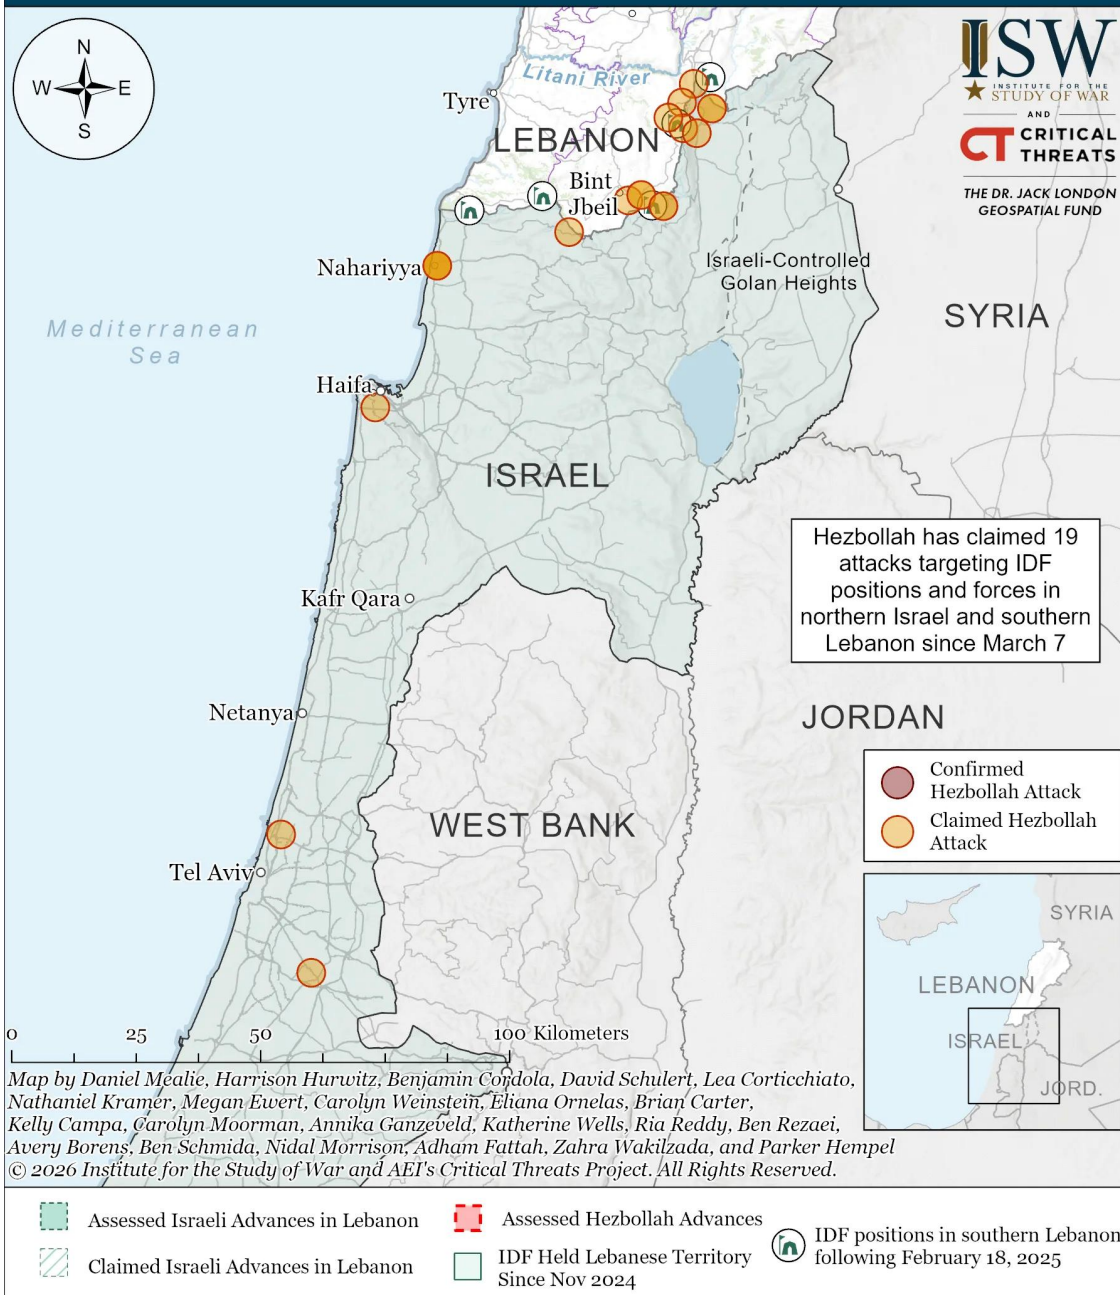 N
W
E
S
Litani River
Tyre
LEBANON
Bint
Jbeil
Nahariyya
Israeli-Controlled
Golan Heights
SYRIA
Mediterranean
Sea
Haifa
ISRAEL
Kafr Qara
Netanya
JORDAN
WEST BANK
Tel Aviv
ISW
INSTITUTE FOR THE
STUDY OF WAR
AND
CT CRITICAL
THREATS
THE DR. JACK LONDON
GEOSPATIAL FUND
Hezbollah has claimed 19
attacks targeting IDF
positions and forces in
northern Israel and southern
Lebanon since March 7
Confirmed
Hezbollah Attack
Claimed Hezbollah
Attack
SYRIA
LEBANON
ISRAEL
JORD.
0 25 50 100 Kilometers
Map by Daniel Mealie, Harrison Hurwitz, Benjamin Cordola, David Schulert, Lea Corticchiato,
Nathaniel Kramer, Megan Ewert, Carolyn Weinstein, Eliana Ornelas, Brian Carter,
Kelly Campa, Carolyn Moorman, Annika Ganzeveld, Katherine Wells, Ria Reddy, Ben Rezaei,
Avery Borens, Ben Schmida, Nidal Morrison, Adham Fattah, Zahra Wakilzada, and Parker Hempel
© 2026 Institute for the Study of War and AEI's Critical Threats Project. All Rights Reserved.
Assessed Israeli Advances in Lebanon
Claimed Israeli Advances in Lebanon
Assessed Hezbollah Advances
IDF Held Lebanese Territory
Since Nov 2024
IDF positions in southern Lebanon
following February 18, 2025